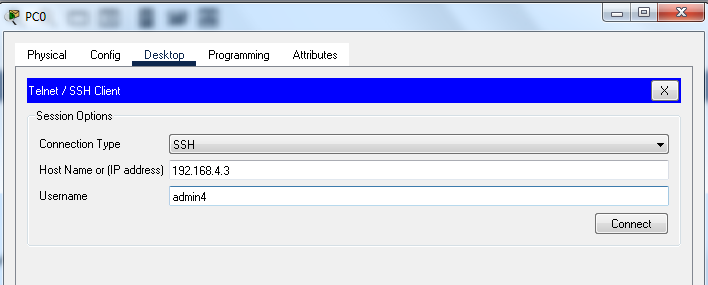 PC0
Physical Config Desktop Programming Attributes
Telnet / SSH Client X
Session Options
Connection Type SSH
Host Name or (IP address) 192.168.4.3
Username admin4
Connect